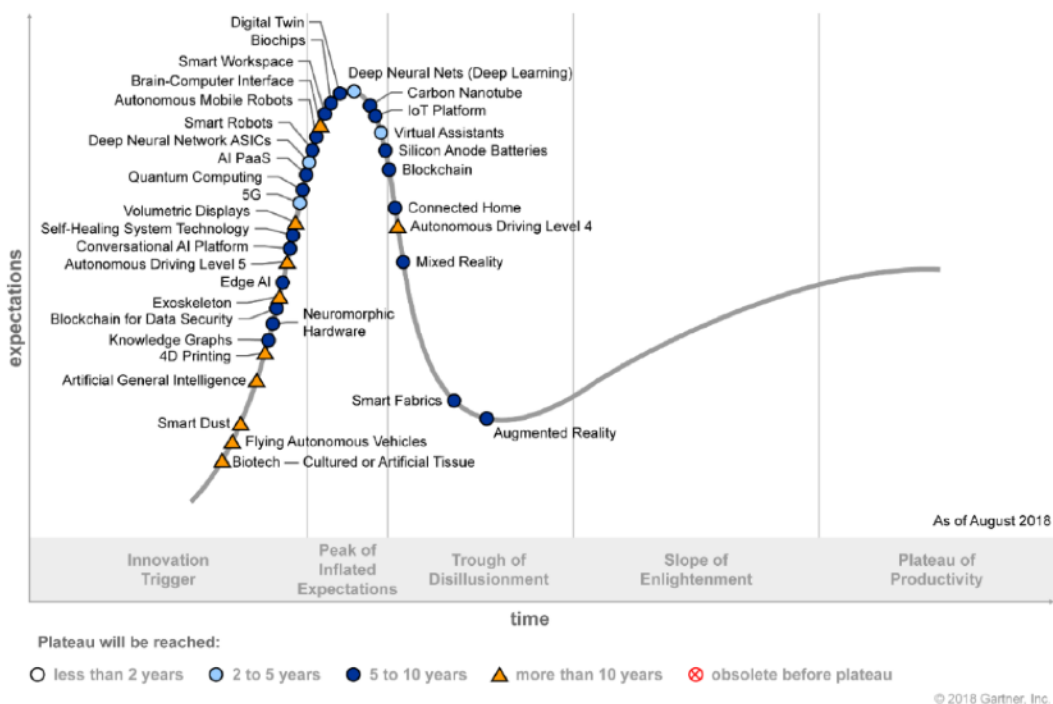 Digital Twin
Biochips
Smart Workspace
Brain-Computer Interface
Autonomous Mobile Robots
Smart Robots
Deep Neural Network ASICs
AI PaaS
Quantum Computing
5G
Volumetric Displays
Self-Healing System Technology
Conversational AI Platform
Autonomous Driving Level 5
Edge AI
Exoskeleton
Blockchain for Data Security
Neuromorphic
Hardware
Knowledge Graphs
4D Printing
Artificial General Intelligence
Smart Dust
Flying Autonomous Vehicles
Biotech — Cultured or Artificial Tissue
Deep Neural Nets (Deep Learning)
Carbon Nanotube
IoT Platform
Virtual Assistants
Silicon Anode Batteries
Blockchain
Connected Home
Autonomous Driving Level 4
Mixed Reality
Smart Fabrics
Augmented Reality
expectations
As of August 2018
Innovation
Trigger
Peak of
Inflated
Expectations
Trough of
Disillusionment
Slope of
Enlightenment
Plateau of
Productivity
time
Plateau will be reached:
less than 2 years
2 to 5 years
5 to 10 years
more than 10 years
obsolete before plateau
© 2018 Gartner, Inc.